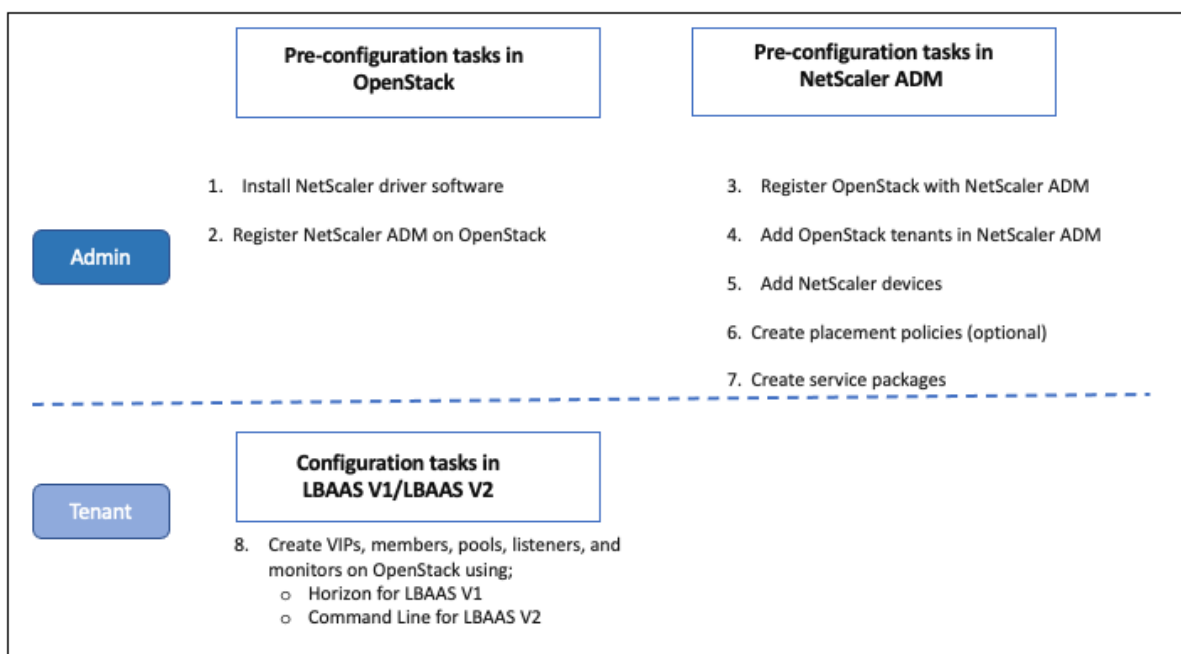 Pre-configuration tasks in
OpenStack
Pre-configuration tasks in
NetScaler ADM
Admin
1. Install NetScaler driver software
2. Register NetScaler ADM on OpenStack
3. Register OpenStack with NetScaler ADM
4. Add OpenStack tenants in NetScaler ADM
5. Add NetScaler devices
6. Create placement policies (optional)
7. Create service packages
Tenant
Configuration tasks in
LBAAS V1/LBAAS V2
8. Create VIPs, members, pools, listeners, and
monitors on OpenStack using;
o Horizon for LBAAS V1
o Command Line for LBAAS V2